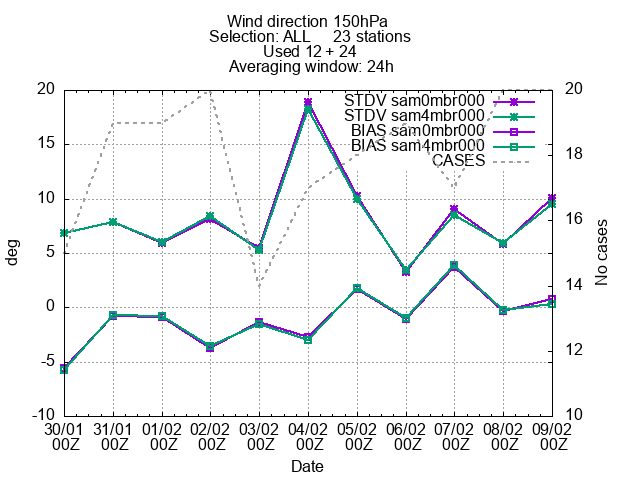 Wind direction 150hPa
Selection: ALL 23 stations
Used 12 + 24
Averaging window: 24h
STDV sam0mbr000
STDV sam4mbr000
BIAS sam0mbr000
BIAS sam4mbr000
CASES
20
15
10
5
0
-5
-10
deg
20
18
16
14
12
10
No cases
30/01 31/01 01/02 02/02 03/02 04/02 05/02 06/02 07/02 08/02 09/02
00Z 00Z 00Z 00Z 00Z 00Z 00Z 00Z 00Z 00Z 00Z
Date